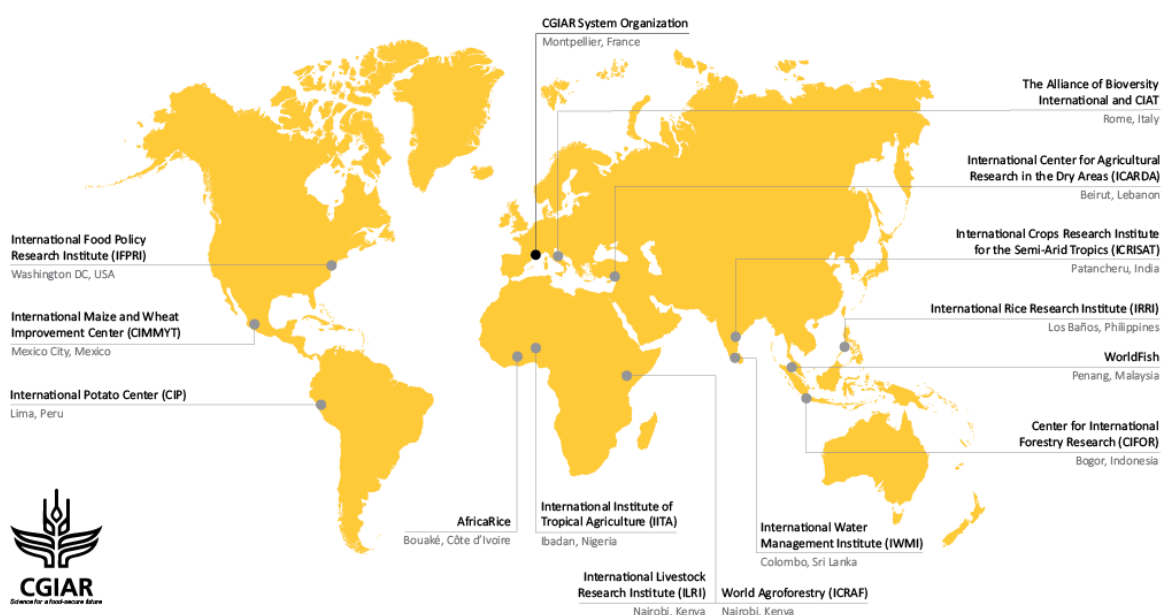 CGIAR System Organization
Montpellier, France
The Alliance of Bioversity
International and CIAT
Rome, Italy
International Center for Agricultural
Research in the Dry Areas (ICARDA)
Beirut, Lebanon
International Crops Research Institute
for the Semi-Arid Tropics (ICRISAT)
Patancheru, India
International Rice Research Institute (IRRI)
Los Baños, Philippines
WorldFish
Penang, Malaysia
Center for International
Forestry Research (CIFOR)
Bogor, Indonesia
International Food Policy
Research Institute (IFPRI)
Washington DC, USA
International Maize and Wheat
Improvement Center (CIMMYT)
Mexico City, Mexico
International Potato Center (CIP)
Lima, Peru
AfricaRice
Bouaké, Côte d’Ivoire
International Institute of
Tropical Agriculture (IITA)
Ibadan, Nigeria
International Water
Management Institute (IWMI)
Colombo, Sri Lanka
International Livestock
Research Institute (ILRI)
Nairobi, Kenya
World Agroforestry (ICRAF)
Nairobi, Kenya
CGIAR
Science for a food-secure future